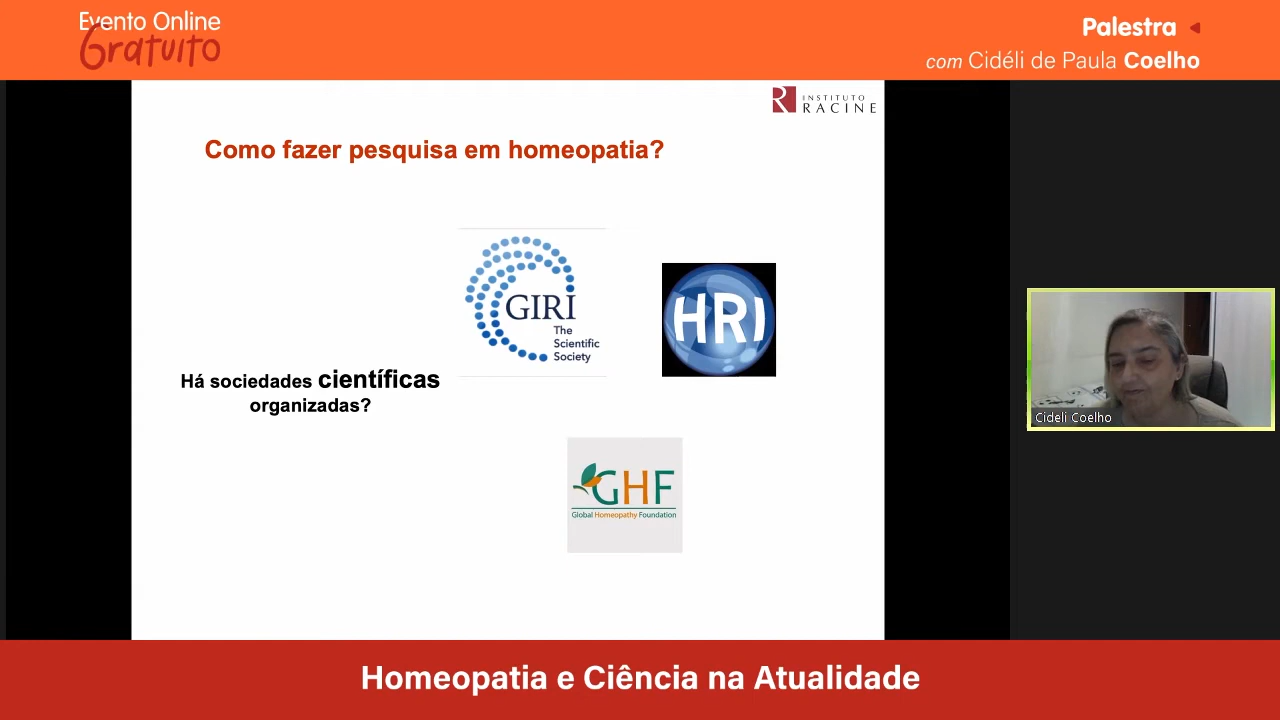 Evento Online
Gratuito
Palestra
com Cidéli de Paula Coelho
INSTITUTO
RACINE
Como fazer pesquisa em homeopatia?
GIRI
The
Scientific
Society
HRI
Há sociedades científicas
organizadas?
GHF
Global Homeopathy Foundation
Cideli Coelho
Homeopatia e Ciência na Atualidade